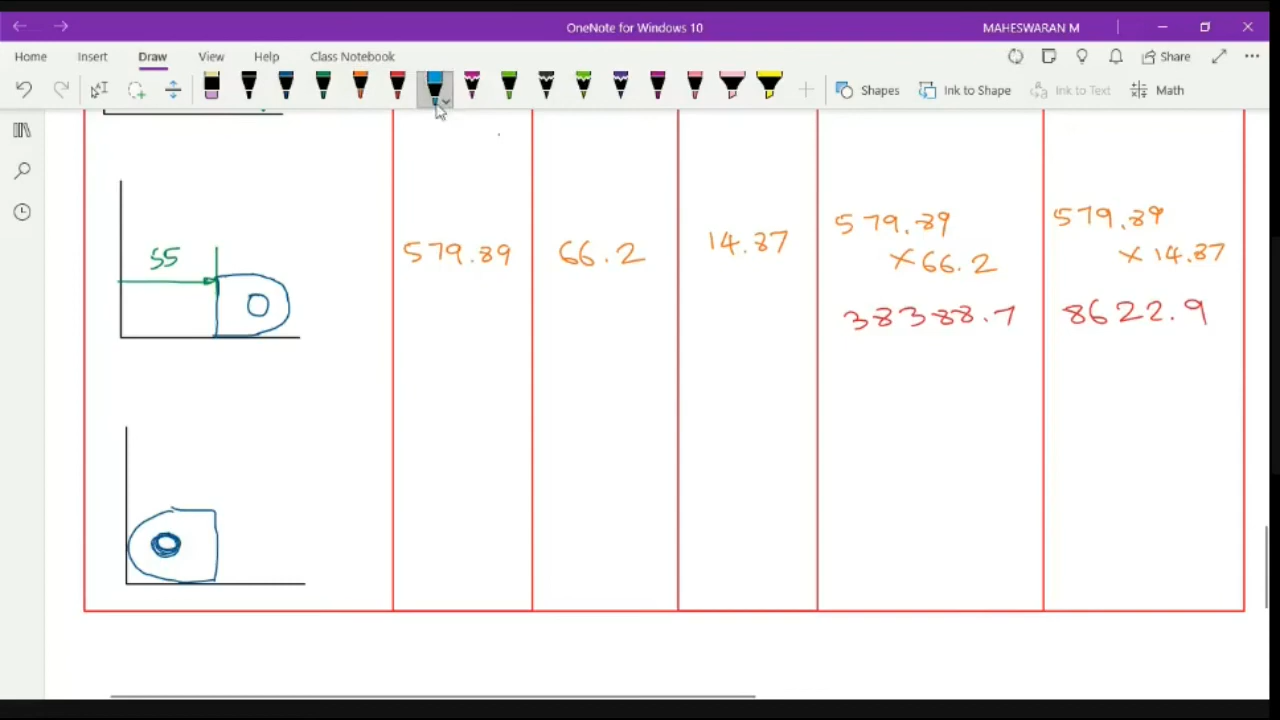 OneNote for Windows 10
MAHESWARAN M
Home Insert Draw View Help Class Notebook
Share
Shapes Ink to Shape Ink to Text Math
55
579.89 66.2 14.87
579.89
×66.2
38388.7
579.89
×14.87
8622.9